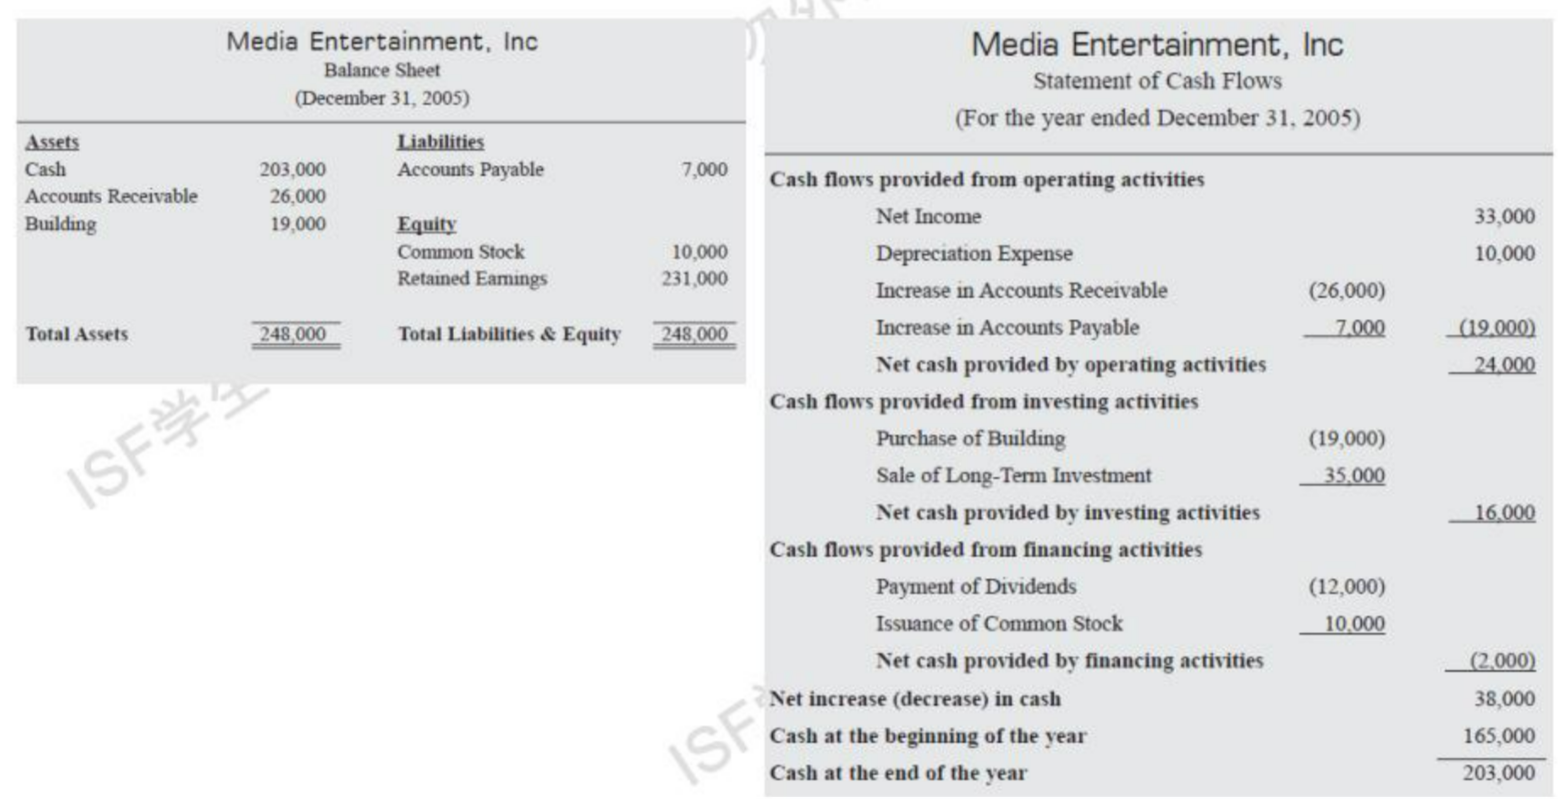 Media Entertainment, Inc
Balance Sheet
(December 31, 2005)
Assets Liabilities
Cash 203,000 Accounts Payable 7,000
Accounts Receivable 26,000
Building 19,000 Equity
Common Stock 10,000
Retained Earnings 231,000
Total Assets 248,000 Total Liabilities & Equity 248,000
Media Entertainment, Inc
Statement of Cash Flows
(For the year ended December 31, 2005)
Cash flows provided from operating activities
Net Income 33,000
Depreciation Expense 10,000
Increase in Accounts Receivable (26,000)
Increase in Accounts Payable 7,000 (19,000)
Net cash provided by operating activities 24,000
Cash flows provided from investing activities
Purchase of Building (19,000)
Sale of Long-Term Investment 35,000
Net cash provided by investing activities 16,000
Cash flows provided from financing activities
Payment of Dividends (12,000)
Issuance of Common Stock 10,000
Net cash provided by financing activities (2,000)
Net increase (decrease) in cash 38,000
Cash at the beginning of the year 165,000
Cash at the end of the year 203,000
ISF学生
ISF